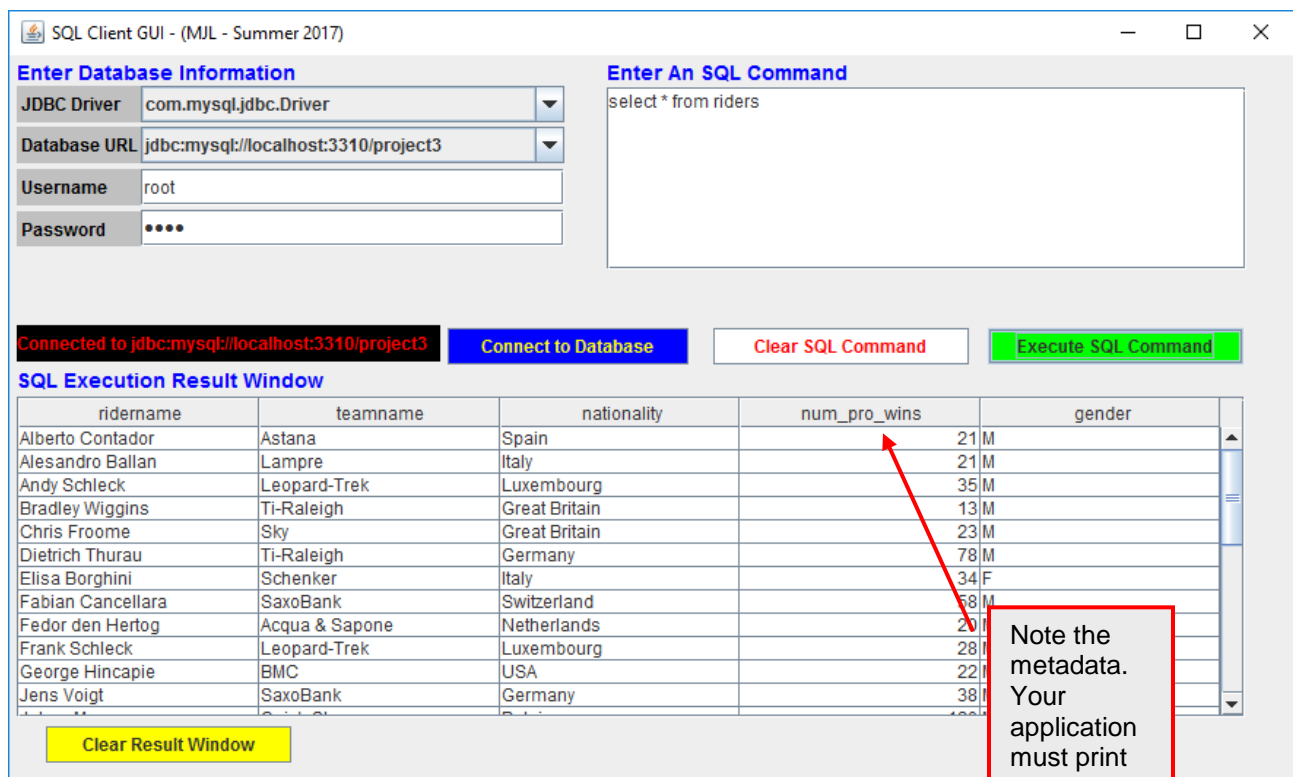 SQL Client GUI - (MJL - Summer 2017)
Enter Database Information
JDBC Driver com.mysql.jdbc.Driver
Database URL jdbc:mysql://localhost:3310/project3
Username root
Password ••••
Enter An SQL Command
select * from riders
Connected to jdbc:mysql://localhost:3310/project3
Connect to Database
Clear SQL Command
Execute SQL Command
SQL Execution Result Window
ridername teamname nationality num_pro_wins gender
Alberto Contador Astana Spain 21 M
Alesandro Ballan Lampre Italy 21 M
Andy Schleck Leopard-Trek Luxembourg 35 M
Bradley Wiggins Ti-Raleigh Great Britain 13 M
Chris Froome Sky Great Britain 23 M
Dietrich Thurau Ti-Raleigh Germany 78 M
Elisa Borghini Schenker Italy 34 F
Fabian Cancellara SaxoBank Switzerland 58 M
Fedor den Hertog Acqua & Sapone Netherlands 20
Frank Schleck Leopard-Trek Luxembourg 28
George Hincapie BMC USA 22
Jens Voigt SaxoBank Germany 38
Clear Result Window
Note the
metadata.
Your
application
must print